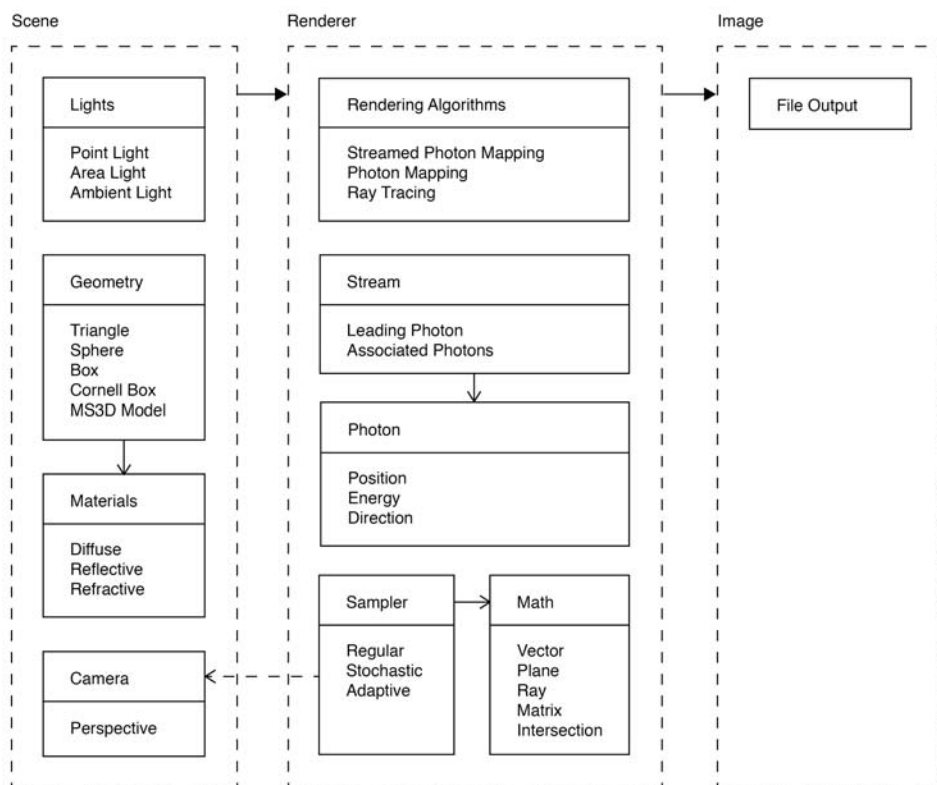 Scene
Lights
Point Light
Area Light
Ambient Light
Geometry
Triangle
Sphere
Box
Cornell Box
MS3D Model
Materials
Diffuse
Reflective
Refractive
Camera
Perspective
Renderer
Rendering Algorithms
Streamed Photon Mapping
Photon Mapping
Ray Tracing
Stream
Leading Photon
Associated Photons
Photon
Position
Energy
Direction
Sampler
Regular
Stochastic
Adaptive
Math
Vector
Plane
Ray
Matrix
Intersection
Image
File Output